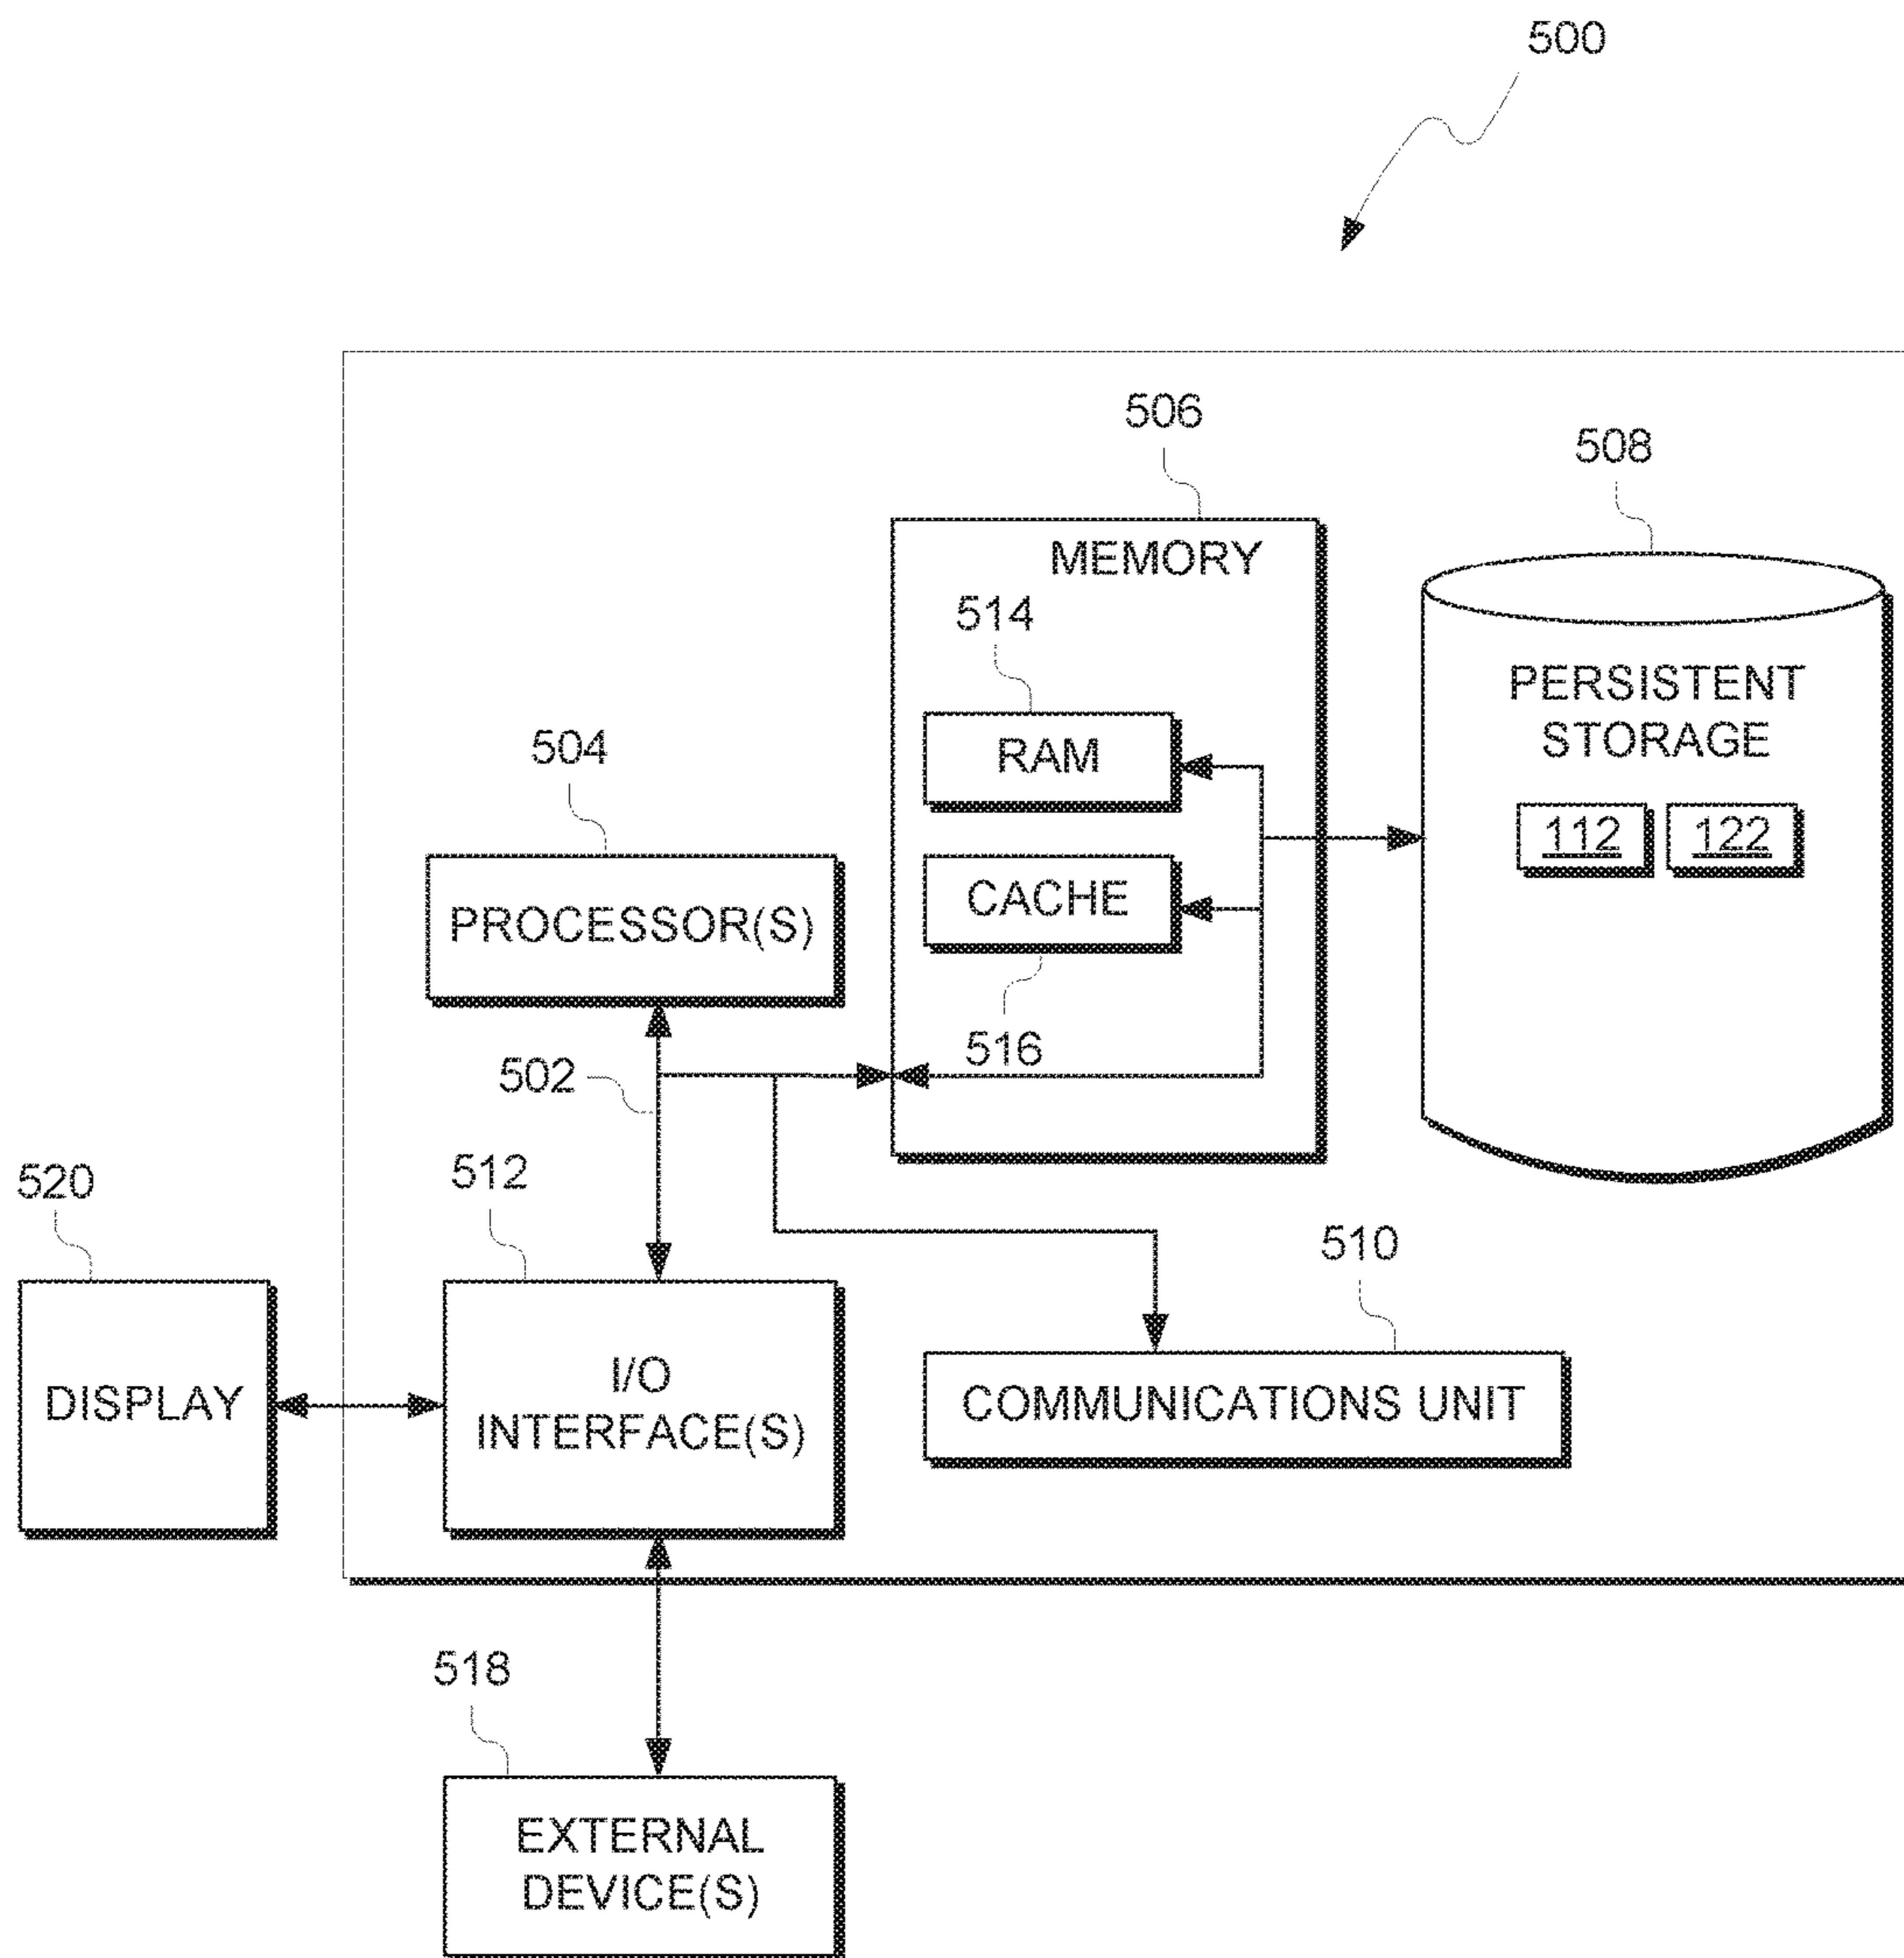 500
506
508
MEMORY
514
RAM
PERSISTENT
STORAGE
504
112 122
CACHE
PROCESSOR(S)
516
502
520
512
510
DISPLAY
I/O
INTERFACE(S)
COMMUNICATIONS UNIT
518
EXTERNAL
DEVICE(S)